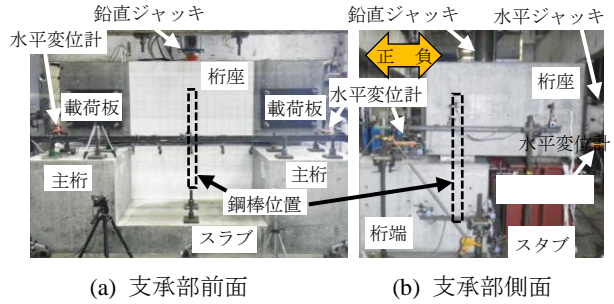 鉛直ジャッキ
水平変位計
桁座
載荷板
載荷板
水平変位計
主桁
主桁
鋼棒位置
スラブ
(a) 支承部前面
鉛直ジャッキ
水平ジャッキ
正 負
桁座
水平変位計
桁端
スタブ
(b) 支承部側面